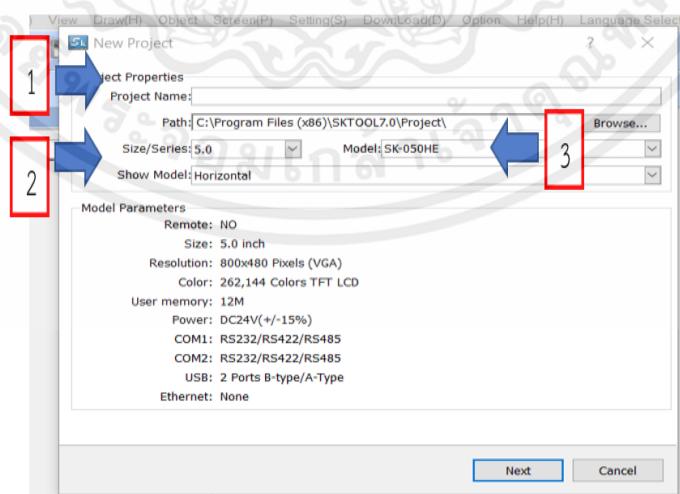 View Draw(H) Object Screen(P) Setting(S) DownLoad(D) Option Help(H) Language Selec
New Project ?
1
ject Properties
Project Name:
Path: C:\Program Files (x86)\SKTOOL7.0\Project\ Browse...
Size/Series: 5.0 Model: SK-050HE
2
3
Show Model: Horizontal
Model Parameters
Remote: NO
Size: 5.0 inch
Resolution: 800x480 Pixels (VGA)
Color: 262,144 Colors TFT LCD
User memory: 12M
Power: DC24V(+/-15%)
COM1: RS232/RS422/RS485
COM2: RS232/RS422/RS485
USB: 2 Ports B-type/A-Type
Ethernet: None
Next Cancel